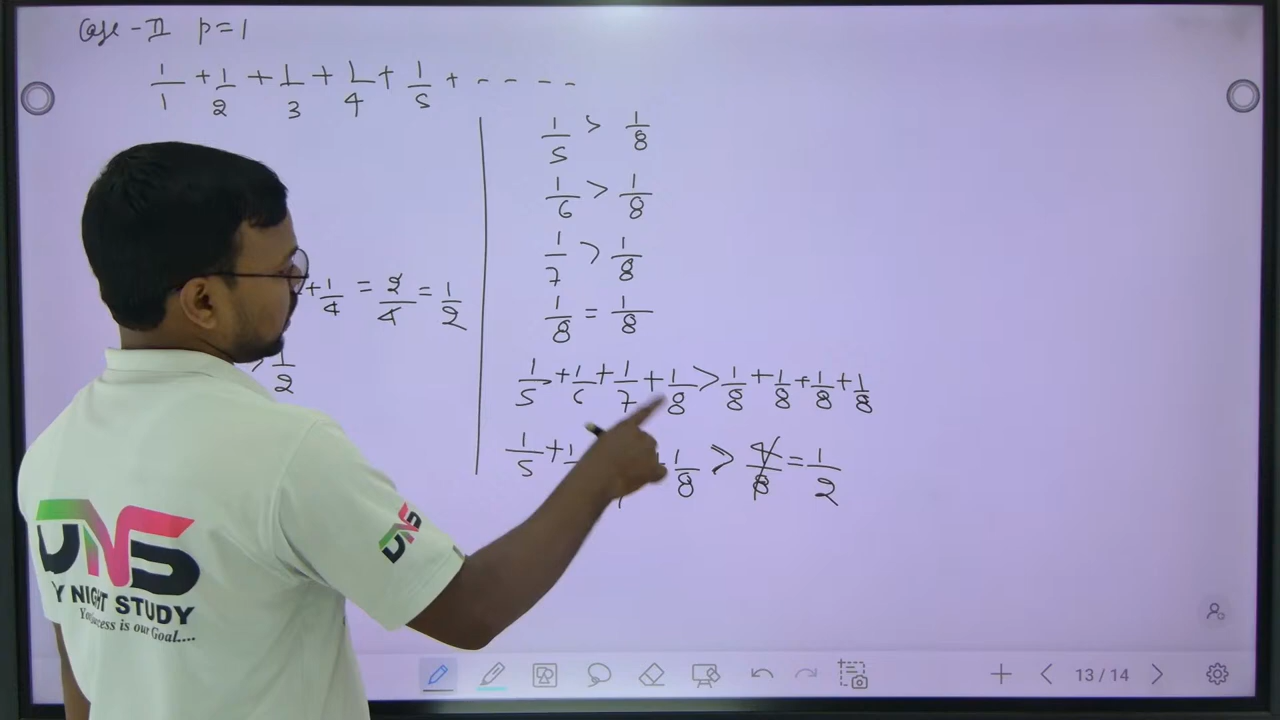 Case - II P = 1
1/1 + 1/2 + 1/3 + 1/4 + 1/5 + - - - -
+ 1/4 = 2/4 = 1/2
> 1/2
1/5 > 1/8
1/6 > 1/8
1/7 > 1/8
1/8 = 1/8
1/5 + 1/6 + 1/7 + 1/8 > 1/8 + 1/8 + 1/8 + 1/8
1/5 + 1/8 > 4/8 = 1/2
DNS
Y NIGHT STUDY
success is our Goal....
DNS
13/14